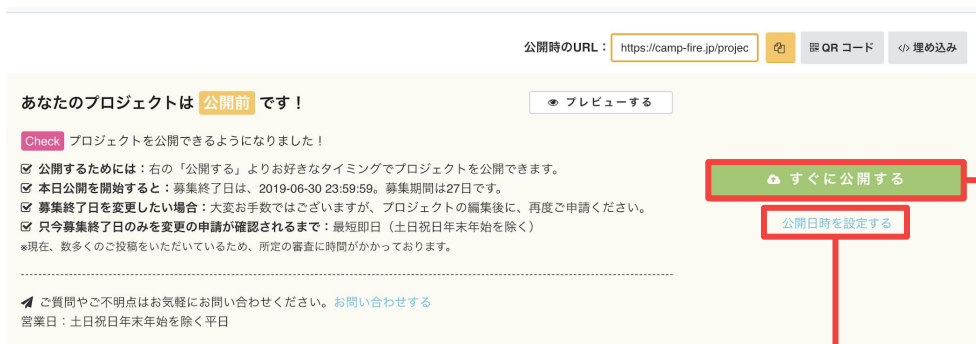 公開時のURL： https://camp-fire.jp/projec QR コード </> 埋め込み
あなたのプロジェクトは 公開前 です！ プレビューする
Check プロジェクトを公開できるようになりました！
公開するためには：右の「公開する」よりお好きなタイミングでプロジェクトを公開できます。
すぐに公開する
本日公開を開始すると：募集終了日は、2019-06-30 23:59:59。募集期間は27日です。
募集終了日を変更したい場合：大変お手数ではございますが、プロジェクトの編集後に、再度ご申請ください。
公開日時を設定する
只今募集終了日のみを変更の申請が確認されるまで：最短即日（土日祝日年末年始を除く）
※現在、数多くのご投稿をいただいているため、所定の審査に時間がかかっております。
ご質問やご不明点はお気軽にお問い合わせください。お問い合わせする
営業日：土日祝日年末年始を除く平日